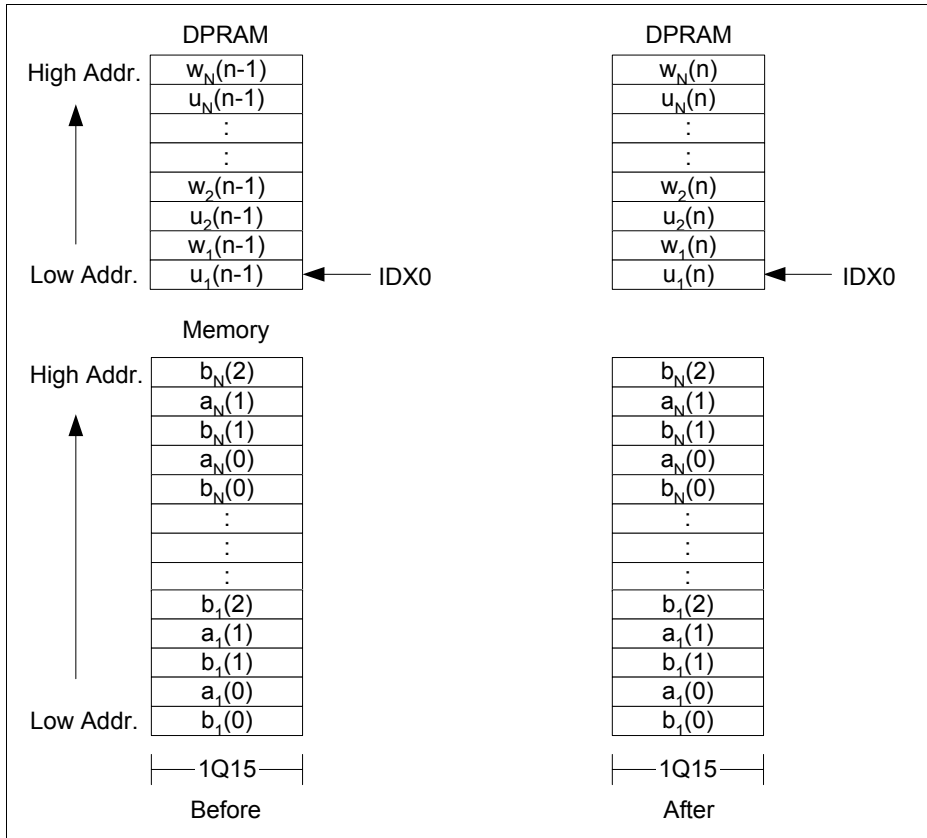 DPRAM DPRAM
High Addr. w_N(n-1) w_N(n)
u_N(n-1) u_N(n)
: :
: :
w_2(n-1) w_2(n)
u_2(n-1) u_2(n)
w_1(n-1) w_1(n)
Low Addr. u_1(n-1) IDX0 u_1(n) IDX0
Memory
High Addr. b_N(2) b_N(2)
a_N(1) a_N(1)
b_N(1) b_N(1)
a_N(0) a_N(0)
b_N(0) b_N(0)
: :
: :
: :
b_1(2) b_1(2)
a_1(1) a_1(1)
b_1(1) b_1(1)
a_1(0) a_1(0)
Low Addr. b_1(0) b_1(0)
1Q15 1Q15
Before After